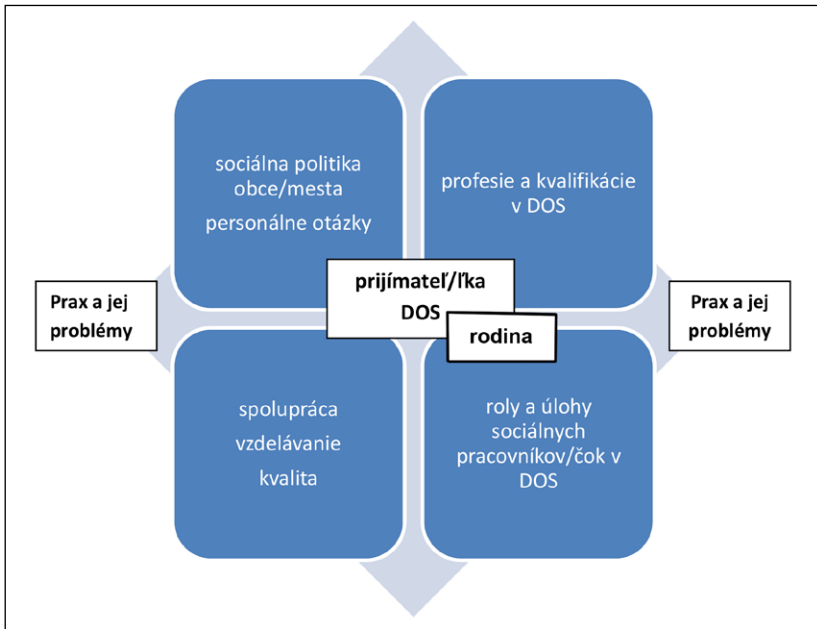 sociálna politika
obce/mesta
personálne otázky
profesie a kvalifikácie
v DOS
prijímateľ/ľka
DOS
rodina
Prax a jej
problémy
Prax a jej
problémy
spolupráca
vzdelávanie
kvalita
roly a úlohy
sociálnych
pracovníkov/čok v
DOS